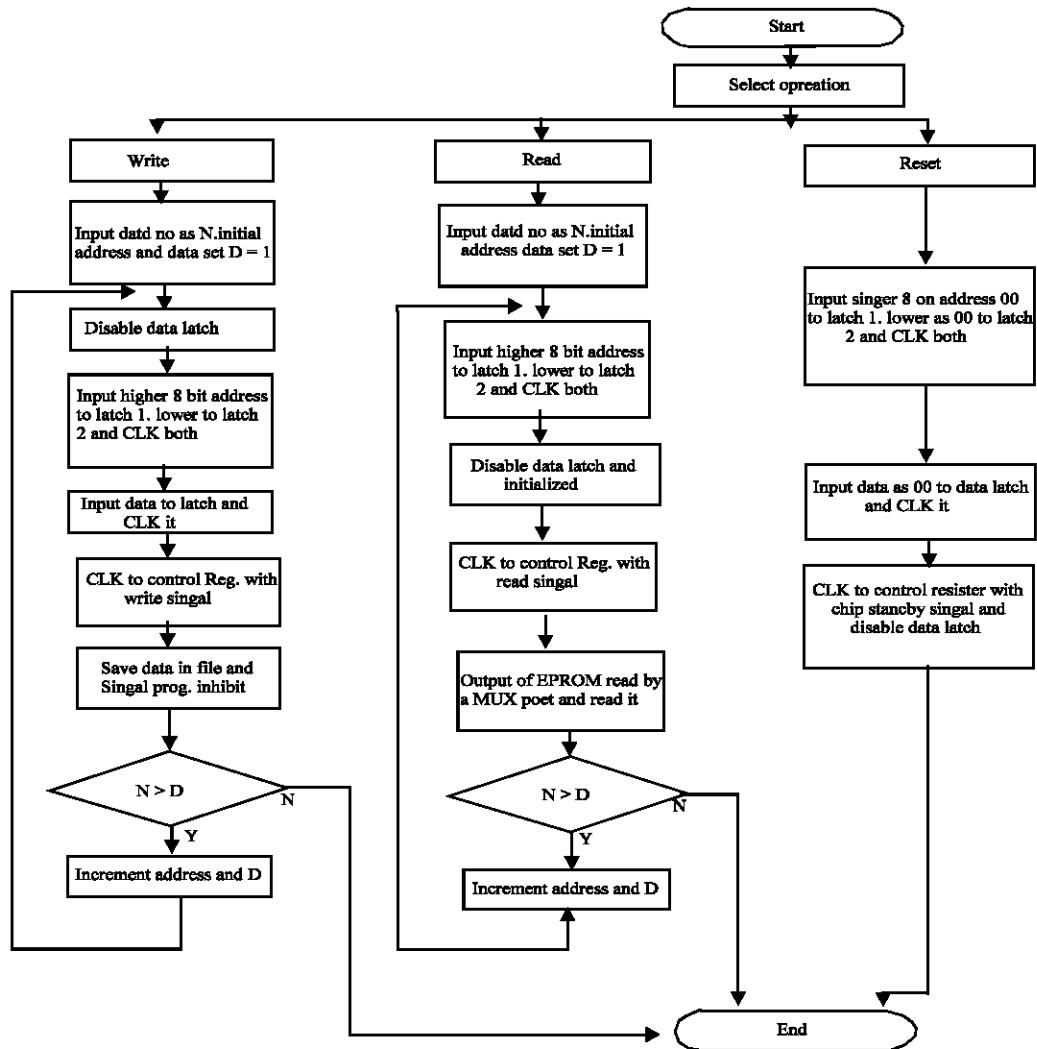 Start
Select opreation
Write
Input datd no as N.initial
address and data set D = 1
Disable data latch
Input higher 8 bit address
to latch 1. lower to latch
2 and CLK both
Input data to latch and
CLK it
CLK to control Reg. with
write singal
Save data in file and
Singal prog. inhibit
N > D
N
Y
Increment address and D
Read
Input datd no as N.initial
address data set D = 1
Input higher 8 bit address
to latch 1. lower to latch
2 and CLK both
Disable data latch and
initialized
CLK to control Reg. with
read singal
Output of EPROM read by
a MUX poet and read it
N > D
N
Y
Increment address and D
Reset
Input singer 8 on address 00
to latch 1. lower as 00 to latch
2 and CLK both
Input data as 00 to data latch
and CLK it
CLK to control resister with
chip stancby singal and
disable data latch
End